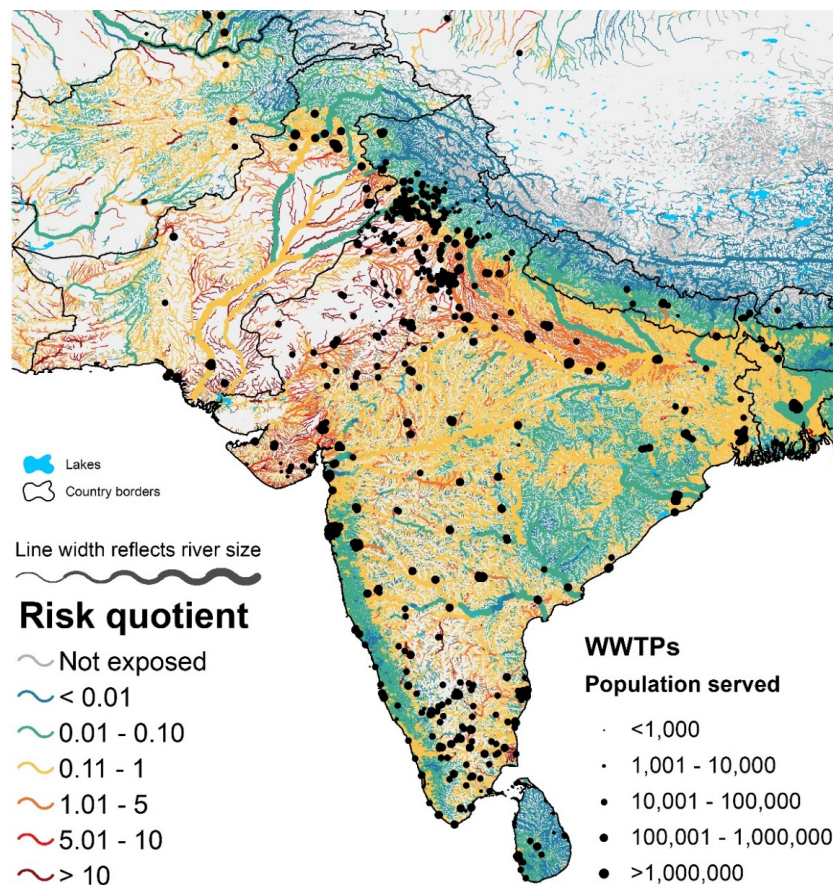 Lakes
Country borders
Line width reflects river size
Risk quotient
Not exposed
< 0.01
0.01 - 0.10
0.11 - 1
1.01 - 5
5.01 - 10
> 10
WWTPs
Population served
<1,000
1,001 - 10,000
10,001 - 100,000
100,001 - 1,000,000
>1,000,000